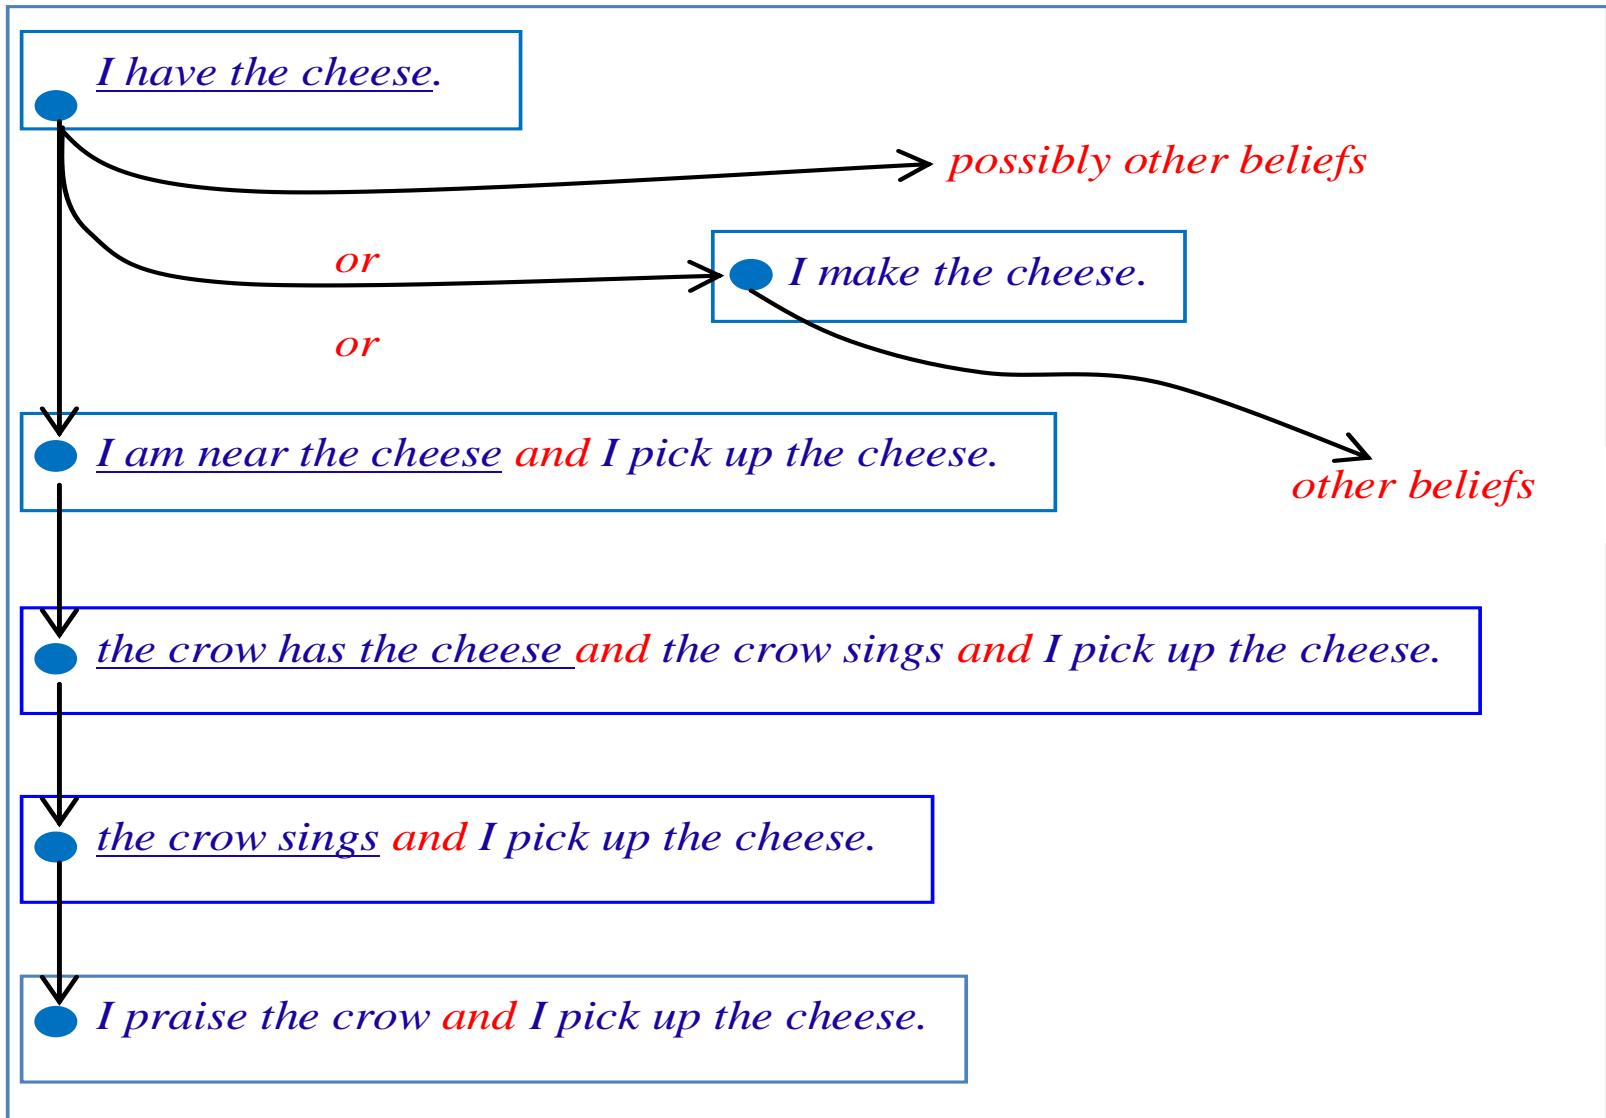 I have the cheese.
possibly other beliefs
or
I make the cheese.
or
I am near the cheese and I pick up the cheese.
other beliefs
the crow has the cheese and the crow sings and I pick up the cheese.
the crow sings and I pick up the cheese.
I praise the crow and I pick up the cheese.